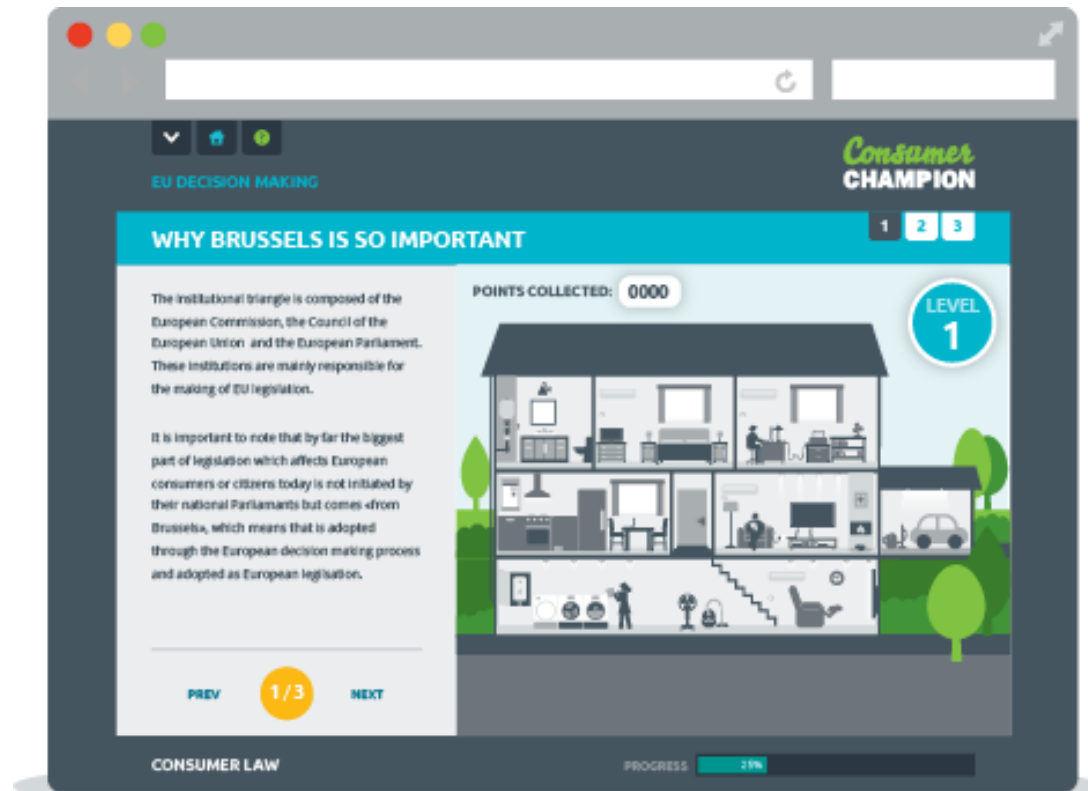 EU DECISION MAKING
Consumer
CHAMPION
WHY BRUSSELS IS SO IMPORTANT
1 2 3
The institutional triangle is composed of the
European Commission, the Council of the
European Union and the European Parliament.
These institutions are mainly responsible for
the making of EU legislation.
It is important to note that by far the biggest
part of legislation which affects European
consumers or citizens today is not initiated by
their national Parliamants but comes «from
Brussels», which means that is adopted
through the European decision making process
and adopted as European legilsation.
PREV 1/3 NEXT
POINTS COLLECTED: 0000
LEVEL
1
CONSUMER LAW
PROGRESS 25%